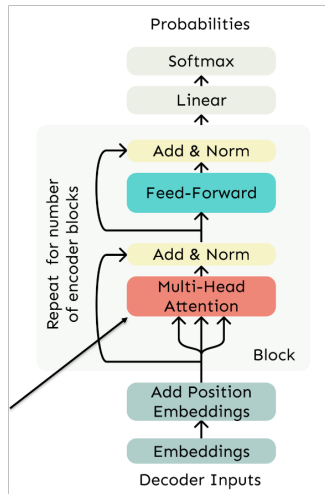 Probabilities
Softmax
Linear
Add & Norm
Feed-Forward
Repeat for number
of encoder blocks
Add & Norm
Multi-Head
Attention
Block
Add Position
Embeddings
Embeddings
Decoder Inputs